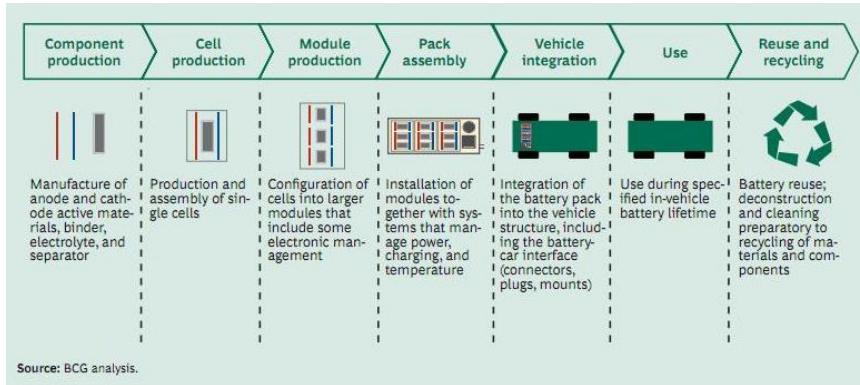 Component
production
Cell
production
Module
production
Pack
assembly
Vehicle
integration
Use
Reuse and
recycling
Manufacture of
anode and cath-
ode active mate-
rials, binder,
electrolyte, and
separator
Production and
assembly of sin-
gle cells
Configuration of
cells into larger
modules that
include some
electronic man-
agement
Installation of
modules to-
gether with sys-
tems that man-
age power,
charging, and
temperature
Integration of
the battery pack
into the vehicle
structure, includ-
ing the battery-
car interface
(connectors,
plugs, mounts)
Use during spec-
ified in-vehicle
battery lifetime
Battery reuse;
deconstruction
and cleaning
preparatory to
recycling of ma-
terials and com-
ponents
Source: BCG analysis.